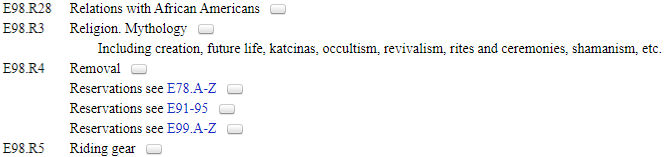 E98.R28 Relations with African Americans
E98.R3 Religion. Mythology
Including creation, future life, katcinas, occultism, revivalism, rites and ceremonies, shamanism, etc.
E98.R4 Removal
Reservations see E78.A-Z
Reservations see E91-95
Reservations see E99.A-Z
E98.R5 Riding gear